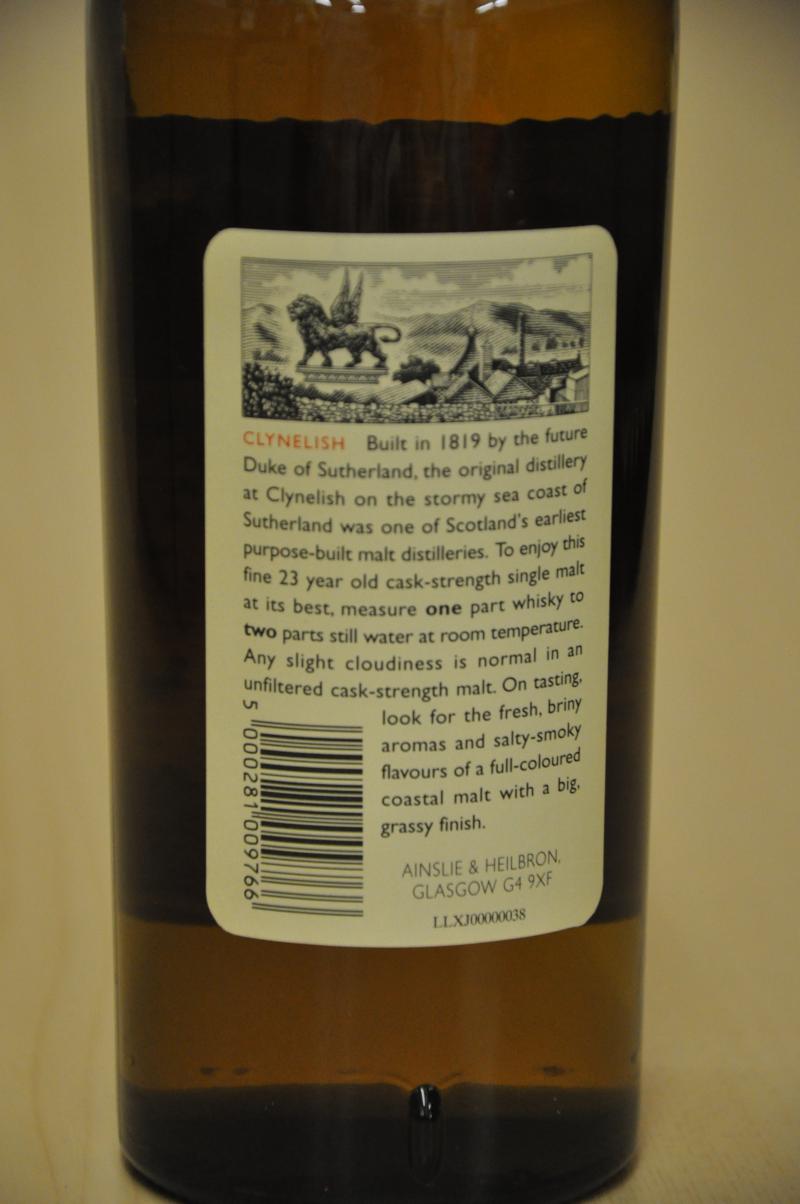 CLYNELISH Built in 1819 by the future
Duke of Sutherland, the original distillery
at Clynelish on the stormy sea coast of
Sutherland was one of Scotland's earliest
purpose-built malt distilleries. To enjoy this
fine 23 year old cask-strength single malt
at its best, measure one part whisky to
two parts still water at room temperature.
Any slight cloudiness is normal in an
unfiltered cask-strength malt. On tasting,
look for the fresh, briny
aromas and salty-smoky
flavours of a full-coloured
coastal malt with a big,
grassy finish.
5 000281 009766
AINSLIE & HEILBRON,
GLASGOW G4 9XF
LLXJ00000038